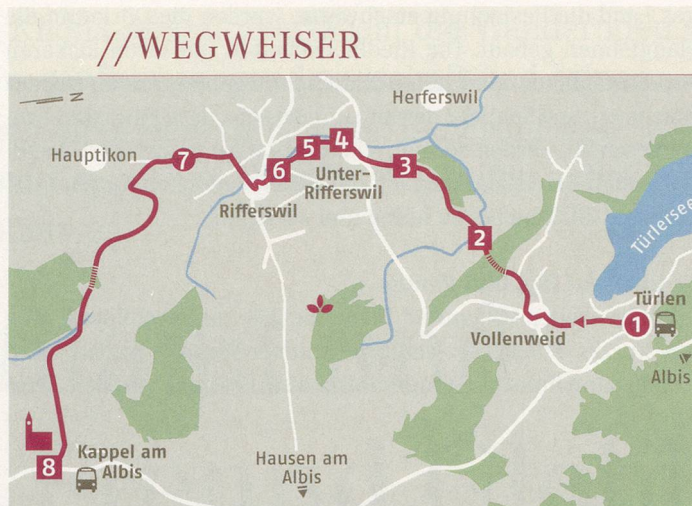 //WEGWEISER
N
Herferswil
Hauptikon
7
6
5
4
3
Unter-
Rifferswil
Rifferswil
2
Türlersee
Türlen
1
Vollenweid
Albis
8
Kappel am
Albis
Hausen am
Albis